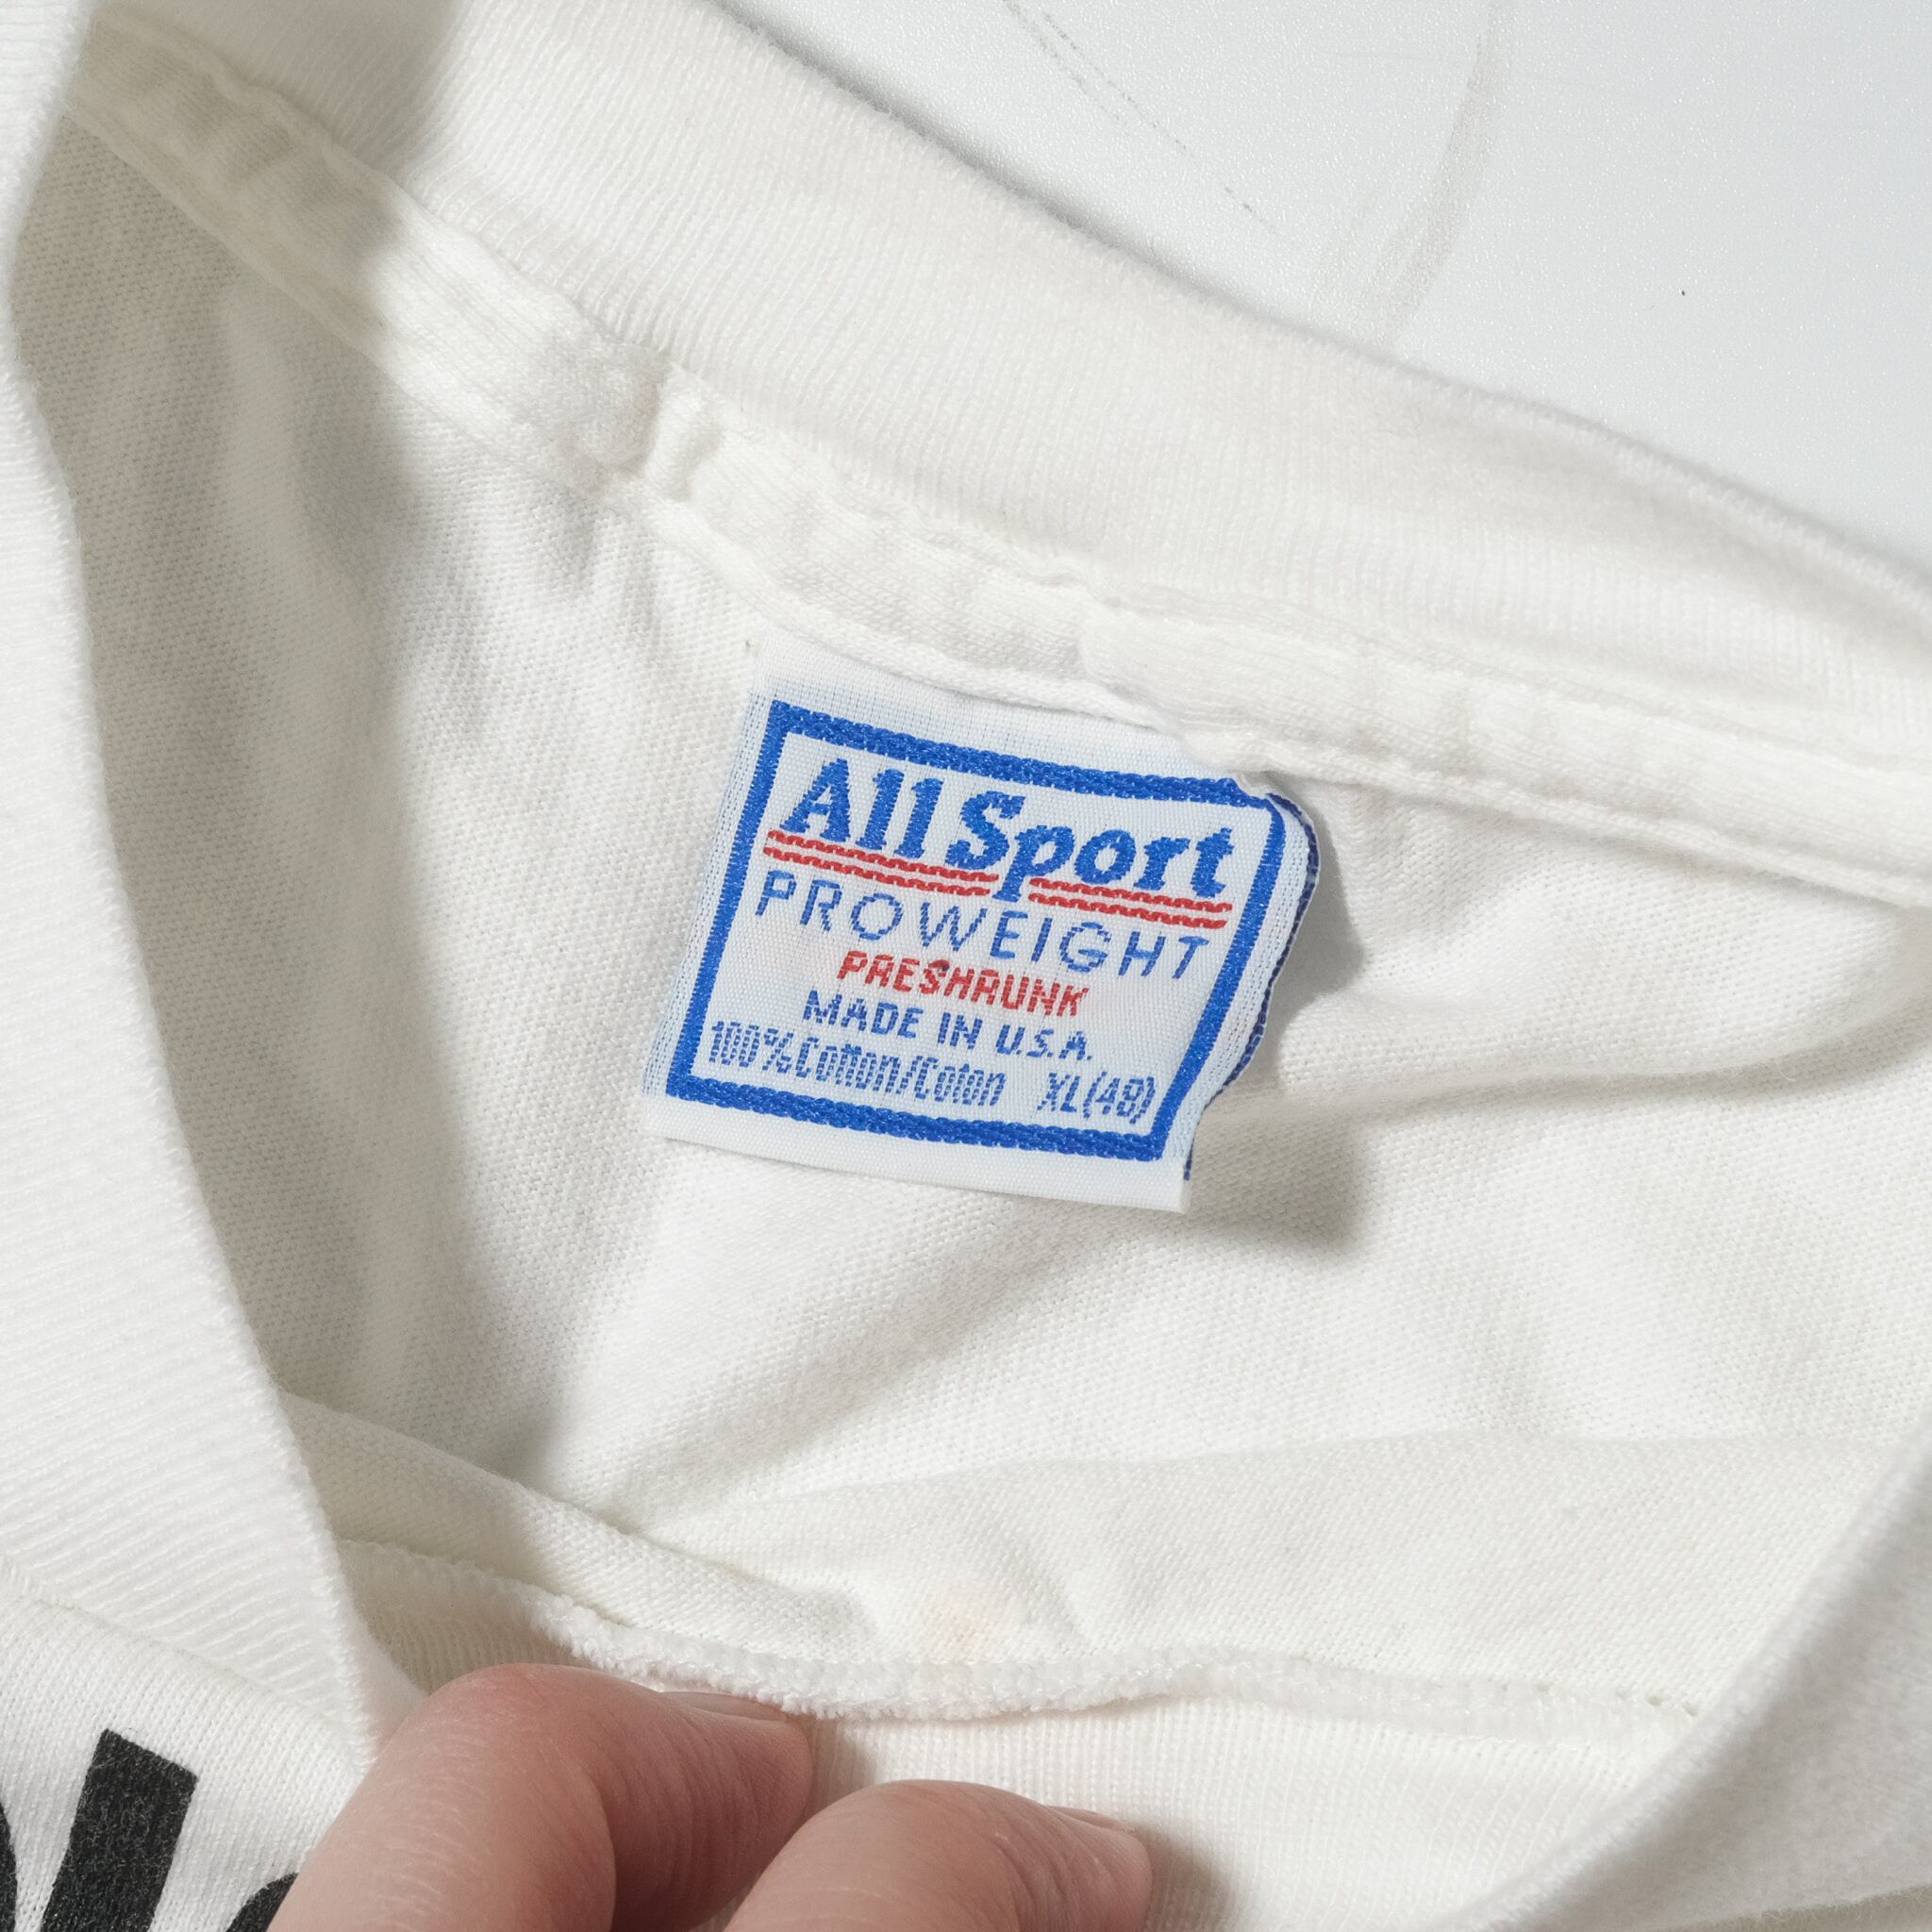 All Sport
PROWEIGHT
PRESHRUNK
MADE IN U.S.A.
100% Cotton/Coton XL(48)